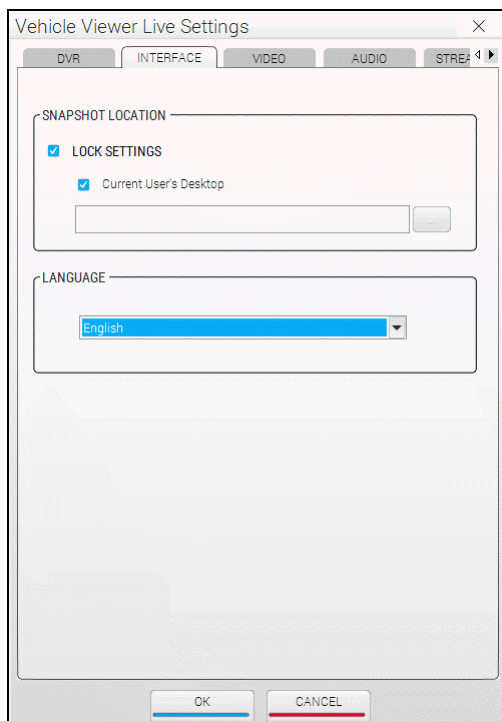 Vehicle Viewer Live Settings
DVR INTERFACE VIDEO AUDIO STREA
SNAPSHOT LOCATION
LOCK SETTINGS
Current User's Desktop
...
LANGUAGE
English
OK CANCEL